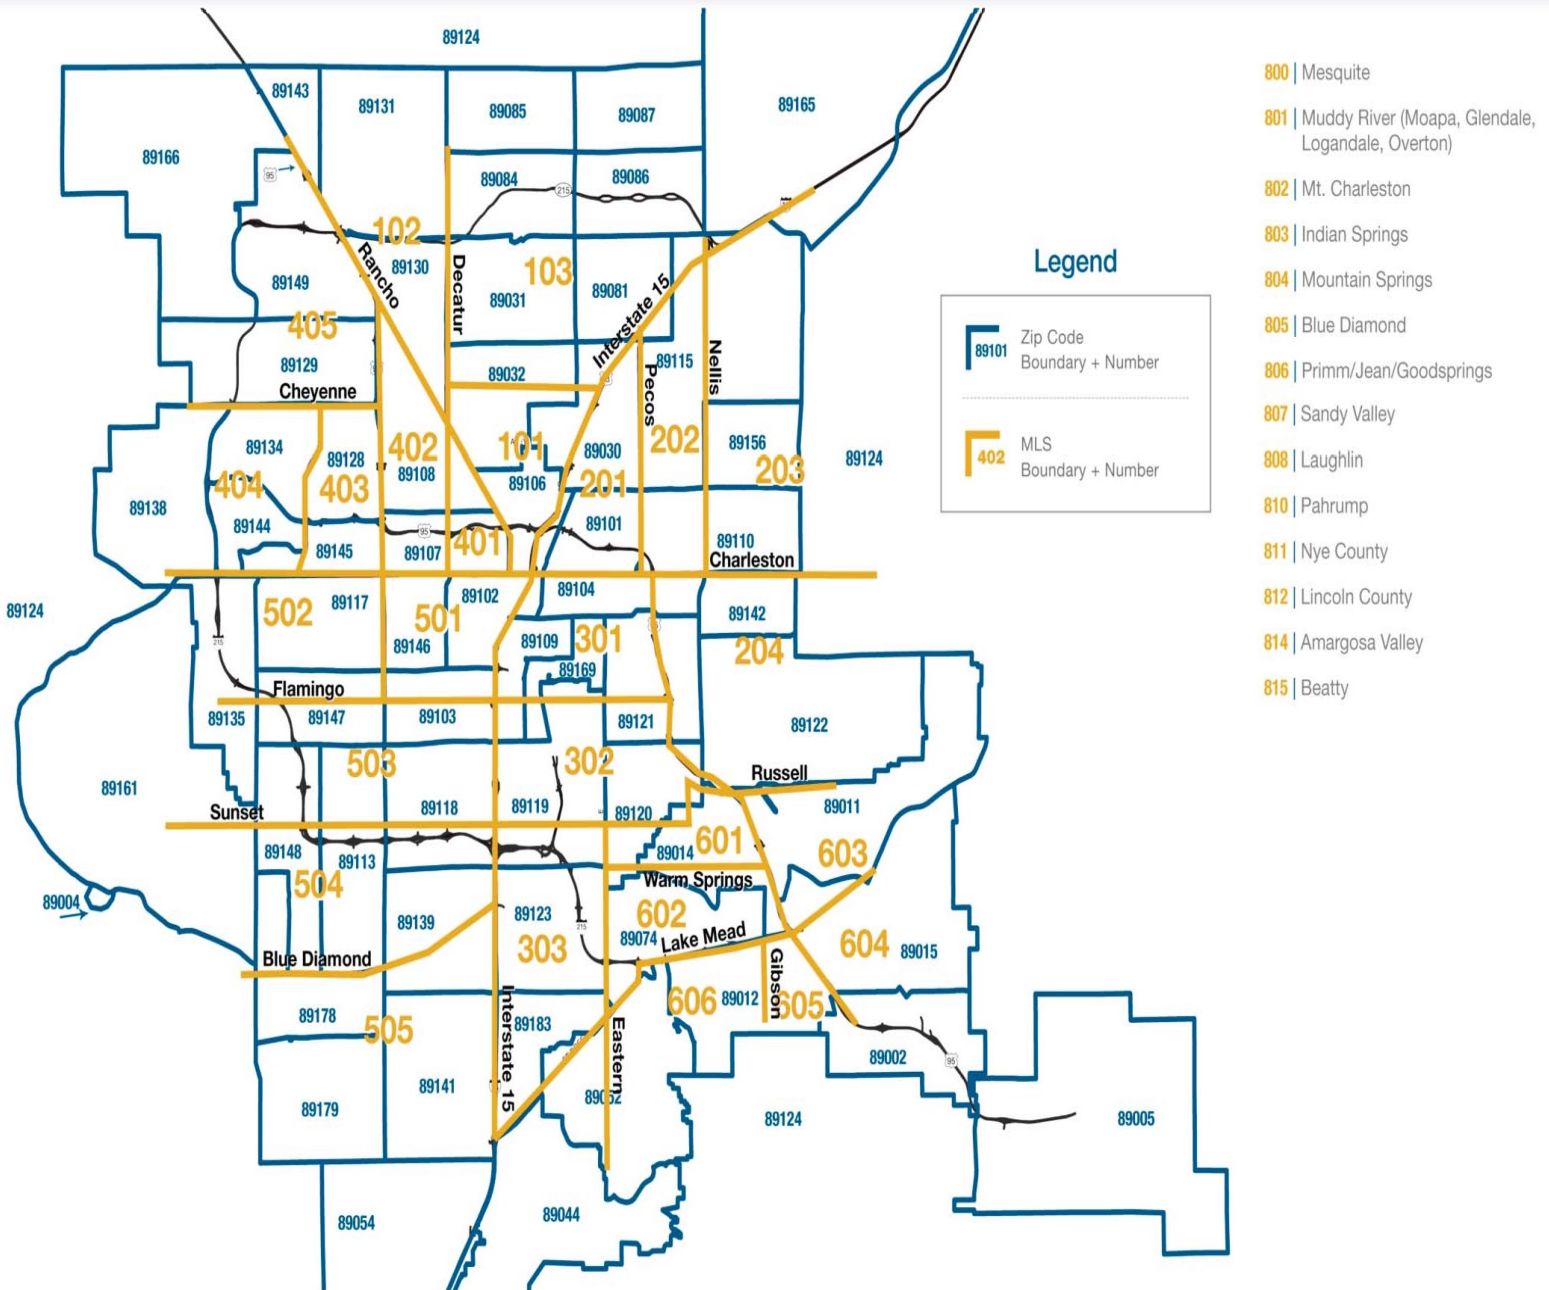 89124
89143
89131
89085
89087
89165
89166
95
89084
89086
215
102
Rancho
89130
Decatur
103
89149
89031
89081
Interstate 15
405
89129
89032
89115
Nellis
Cheyenne
Pecos
89134
402
101
202
89156
89128
89108
89030
203
89124
404
403
89106
201
89138
89144
95
89101
89145
89107
401
89110
Charleston
89124
502
89117
501
89102
89104
89142
215
89146
89109
301
204
89169
Flamingo
89135
89147
89103
89121
89122
503
302
Russell
89161
Sunset
89118
89119
89120
89011
601
603
89148
89113
89014
Warm Springs
504
89004
89139
89123
602
215
303
89074
Lake Mead
604
89015
Blue Diamond
Gibson
606
89012
605
89178
505
Interstate 15
89183
Eastern
89002
95
89141
89052
89179
89124
89005
89054
89044
Legend
89101
Zip Code
Boundary + Number
402
MLS
Boundary + Number
800 | Mesquite
801 | Muddy River (Moapa, Glendale,
Logandale, Overton)
802 | Mt. Charleston
803 | Indian Springs
804 | Mountain Springs
805 | Blue Diamond
806 | Primm/Jean/Goodsprings
807 | Sandy Valley
808 | Laughlin
810 | Pahrump
811 | Nye County
812 | Lincoln County
814 | Amargosa Valley
815 | Beatty